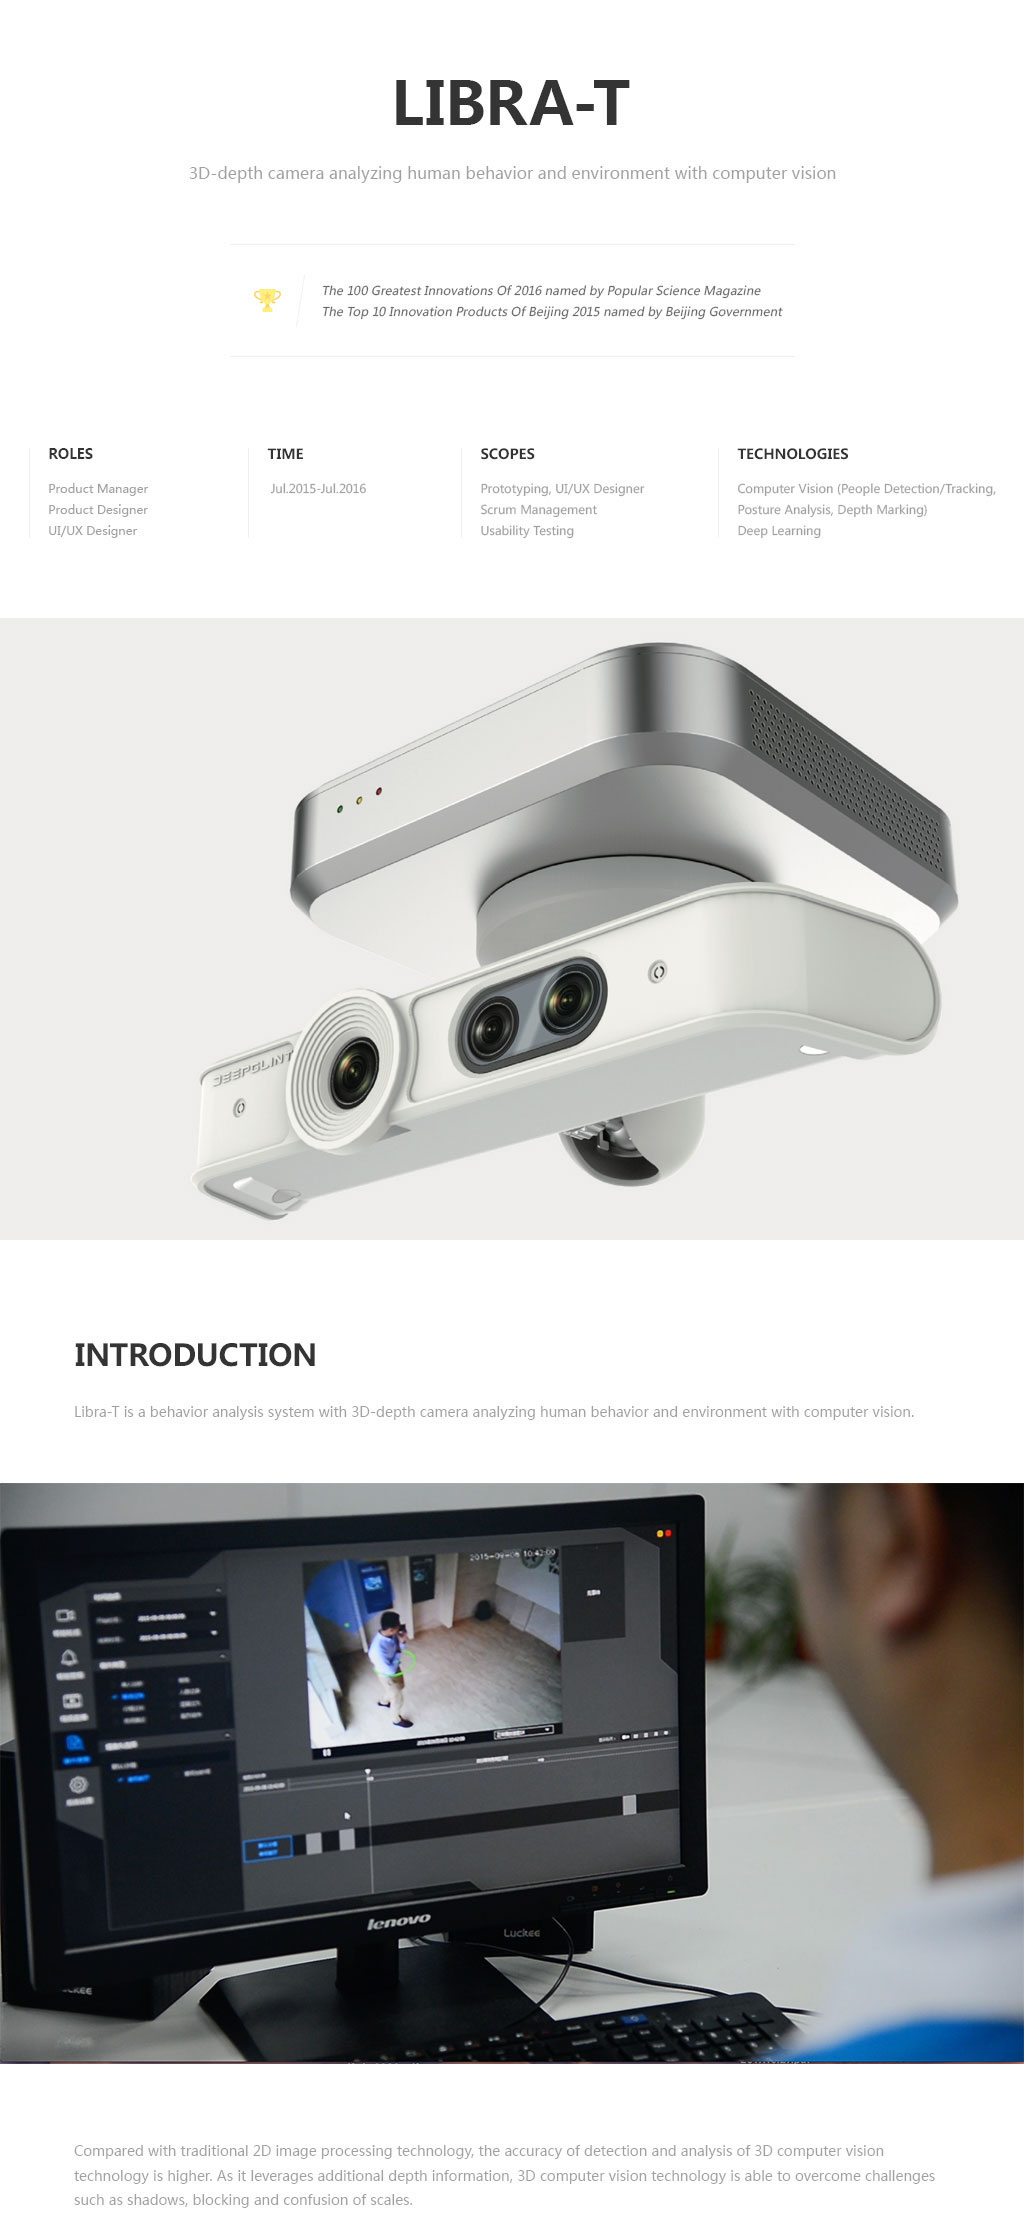 LIBRA-T
3D-depth camera analyzing human behavior and environment with computer vision
The 100 Greatest Innovations Of 2016 named by Popular Science Magazine
The Top 10 Innovation Products Of Beijing 2015 named by Beijing Government
ROLES
Product Manager
Product Designer
UI/UX Designer
TIME
Jul.2015-Jul.2016
SCOPES
Prototyping, UI/UX Designer
Scrum Management
Usability Testing
TECHNOLOGIES
Computer Vision (People Detection/Tracking,
Posture Analysis, Depth Marking)
Deep Learning
DEEPGLINT
INTRODUCTION
Libra-T is a behavior analysis system with 3D-depth camera analyzing human behavior and environment with computer vision.
2015-09-06 10:42:00
lenovo
Luckee
Compared with traditional 2D image processing technology, the accuracy of detection and analysis of 3D computer vision
technology is higher. As it leverages additional depth information, 3D computer vision technology is able to overcome challenges
such as shadows, blocking and confusion of scales.